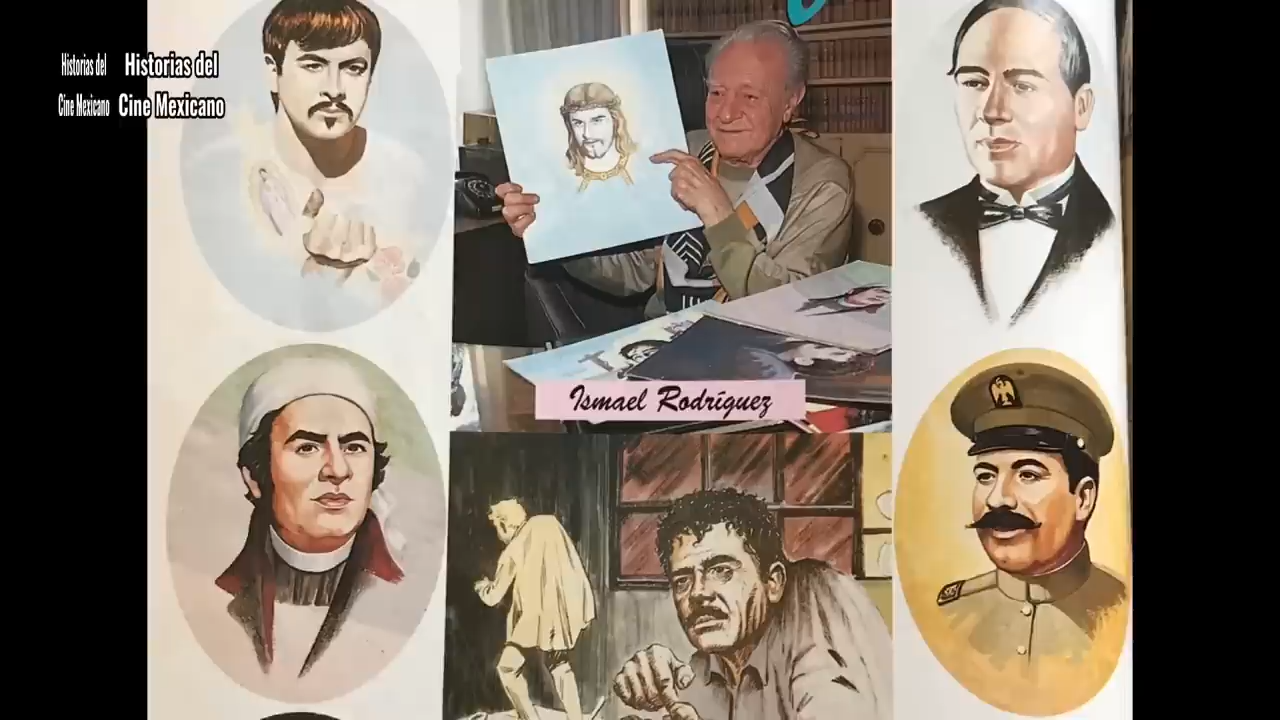 Historias del Historias del
Cine Mexicano Cine Mexicano
Ismael Rodríguez